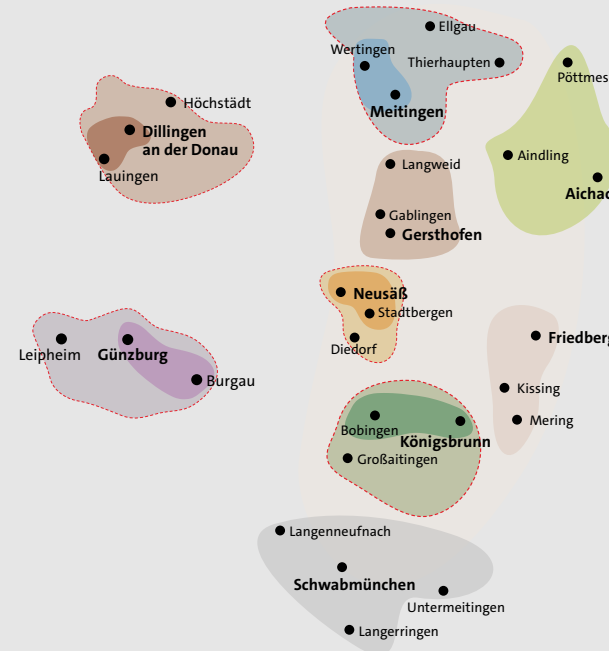 Ellgau
Wertingen
Thierhaupten
Pöttmes
Meitingen
Höchstädt
Dillingen
an der Donau
Lauingen
Langweid
Aindling
Aichac
Gablingen
Gersthofen
Neusäß
Stadtbergen
Diedorf
Leipheim
Günzburg
Burgau
Friedberg
Kissing
Mering
Bobingen
Königsbrunn
Großaitingen
Langenneufnach
Schwabmünchen
Untermeitingen
Langerringen